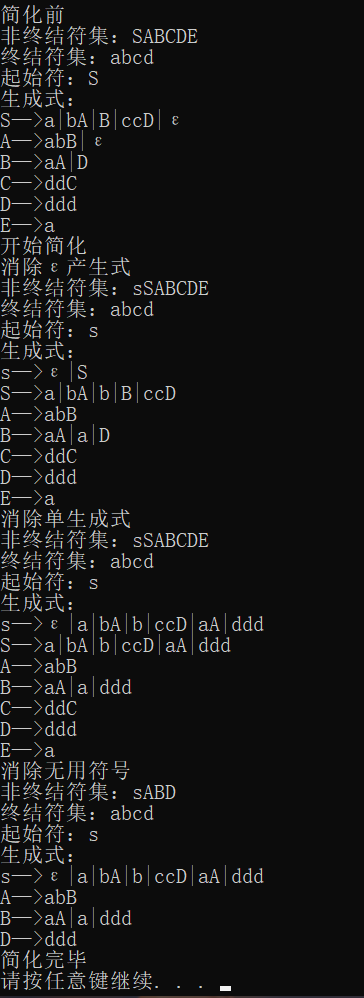 简化前
非终结符集：SABCDE
终结符集：abcd
起始符：S
生成式：
S—>a|bA|B|ccD|ε
A—>abB|ε
B—>aA|D
C—>ddC
D—>ddd
E—>a
开始简化
消除ε产生式
非终结符集：sSABCDE
终结符集：abcd
起始符：s
生成式：
s—>ε|S
S—>a|bA|b|B|ccD
A—>abB
B—>aA|a|D
C—>ddC
D—>ddd
E—>a
消除单生成式
非终结符集：sSABCDE
终结符集：abcd
起始符：s
生成式：
s—>ε|a|bA|b|ccD|aA|ddd
S—>a|bA|b|ccD|aA|ddd
A—>abB
B—>aA|a|ddd
C—>ddC
D—>ddd
E—>a
消除无用符号
非终结符集：sABD
终结符集：abcd
起始符：s
生成式：
s—>ε|a|bA|b|ccD|aA|ddd
A—>abB
B—>aA|a|ddd
D—>ddd
简化完毕
请按任意键继续. . .